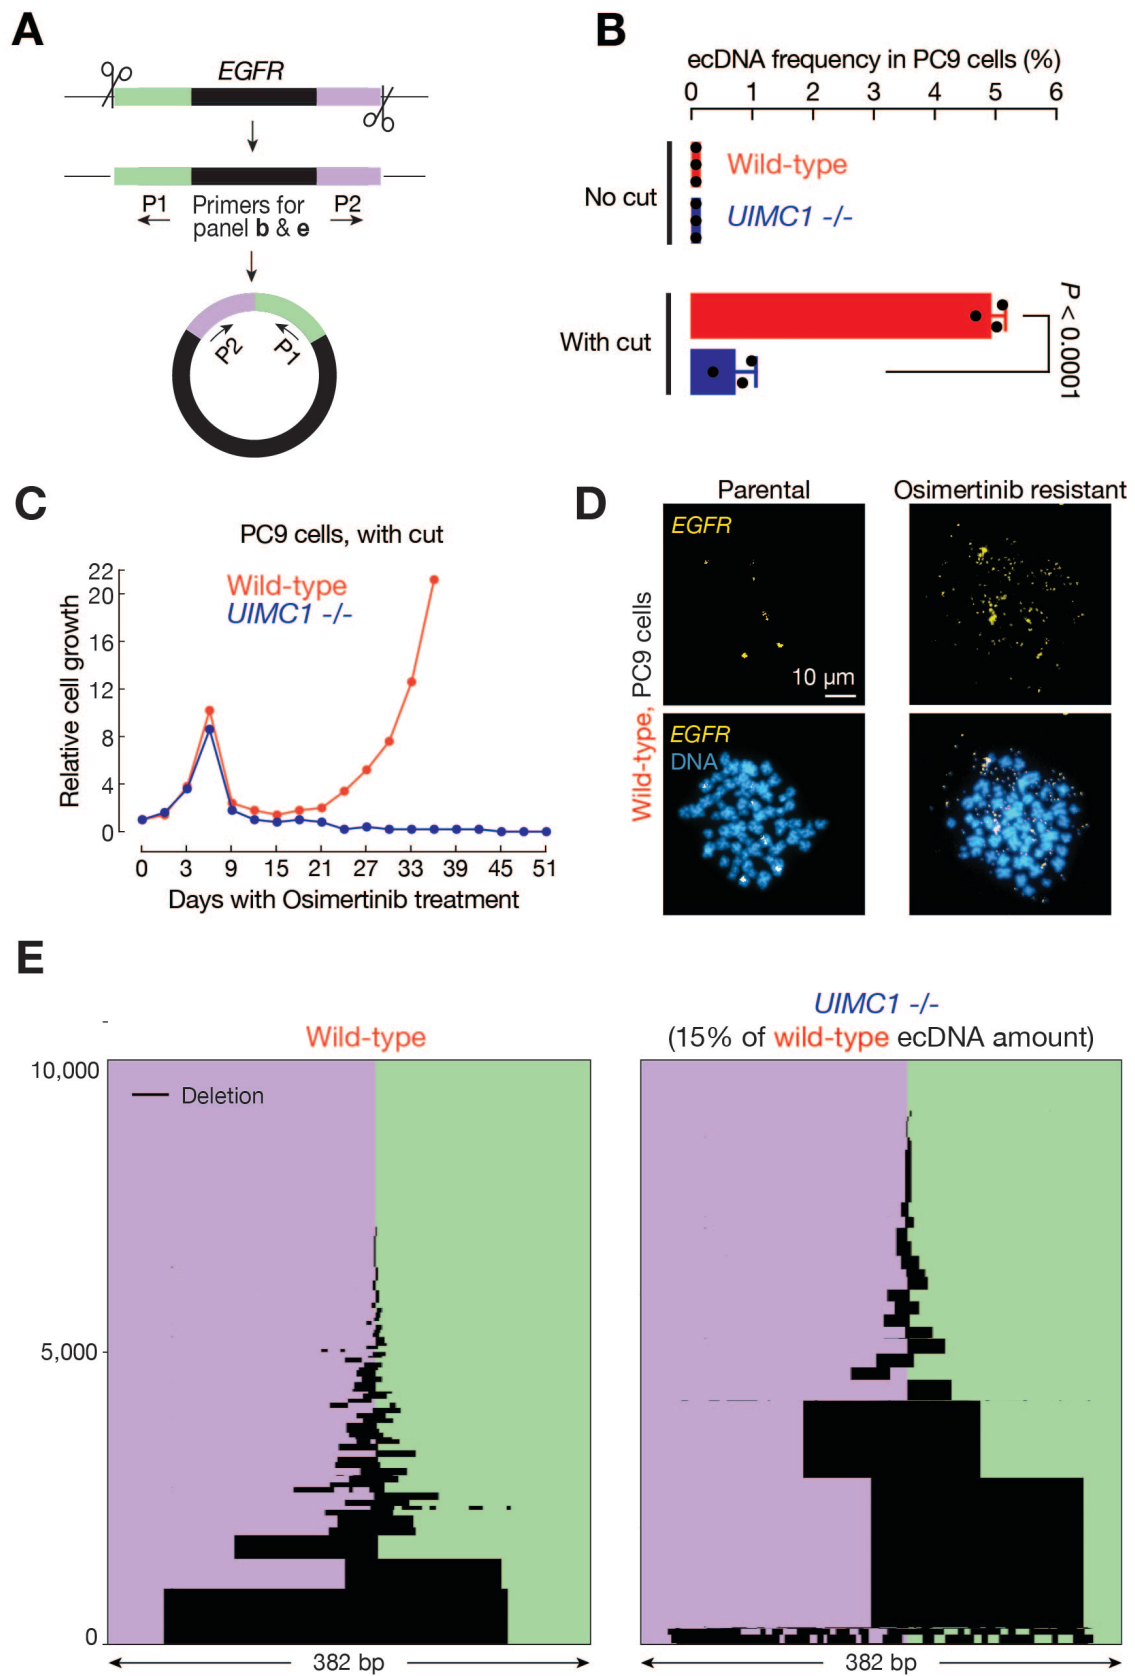 A
EGFR
P1
Primers for
panel b & e
P2
P2
P1
B
ecDNA frequency in PC9 cells (%)
0 1 2 3 4 5 6
No cut
Wild-type
UIMC1 -/-
With cut
P < 0.0001
C
PC9 cells, with cut
Wild-type
UIMC1 -/-
Relative cell growth
22
20
16
12
8
4
0
0 3 9 15 21 27 33 39 45 51
Days with Osimertinib treatment
D
Parental
Osimertinib resistant
Wild-type, PC9 cells
EGFR
10 µm
EGFR
DNA
E
Wild-type
UIMC1 -/-
(15% of wild-type ecDNA amount)
10,000
Deletion
5,000
0
382 bp
382 bp